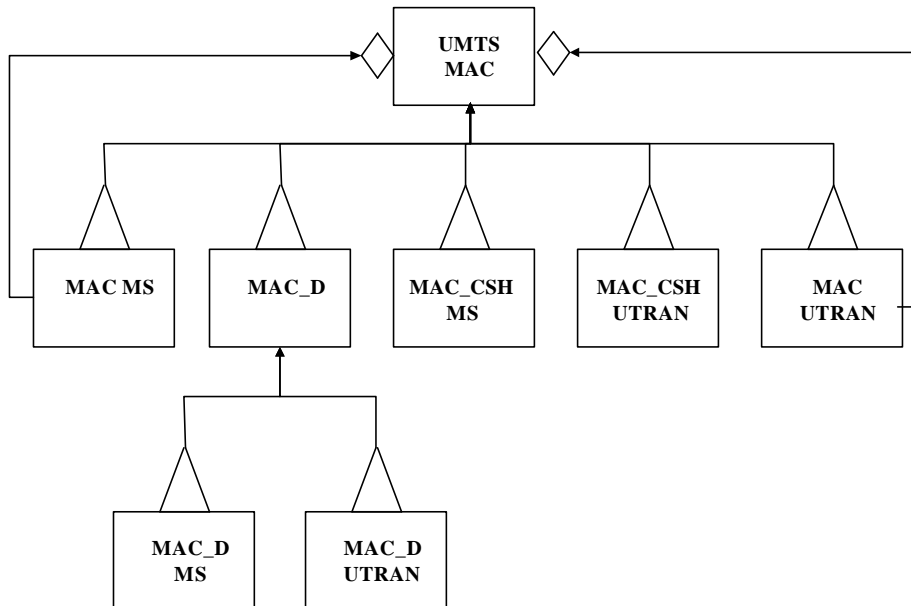 UMTS
MAC
MAC MS
MAC_D
MAC_CSH
MS
MAC_CSH
UTRAN
MAC
UTRAN
MAC_D
MS
MAC_D
UTRAN